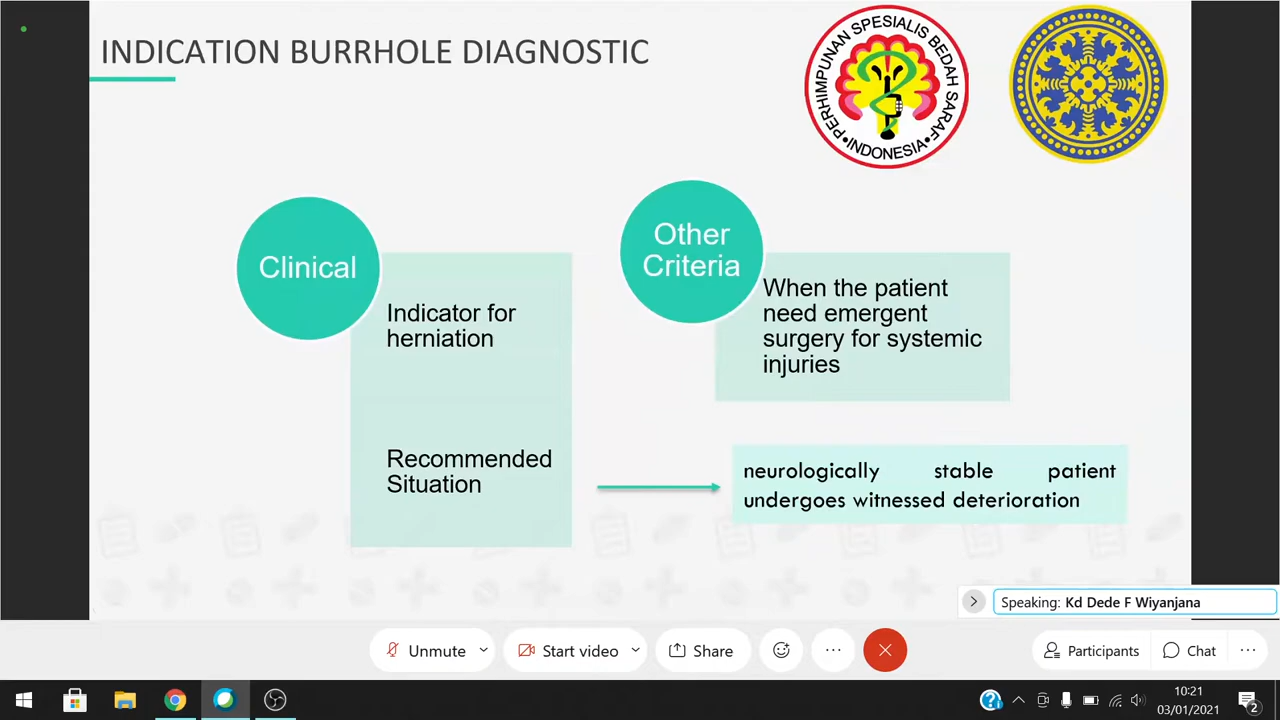 INDICATION BURRHOLE DIAGNOSTIC
PERHIMPUNAN SPESIALIS BEDAH SARAF
•INDONESIA•
Clinical
Indicator for
herniation
Recommended
Situation
Other
Criteria
When the patient
need emergent
surgery for systemic
injuries
neurologically stable patient
undergoes witnessed deterioration
Speaking: Kd Dede F Wiyanjana
Unmute
Start video
Share
Participants
Chat
10:21
03/01/2021
2